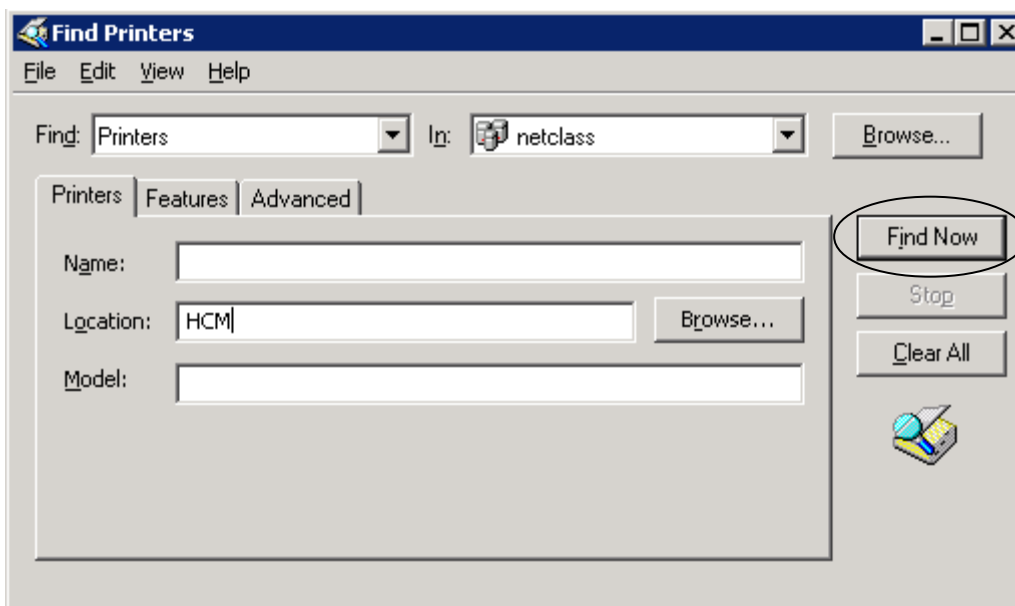 Find Printers
File Edit View Help
Find: Printers In: netclass Browse...
Printers Features Advanced
Name:
Find Now
Location: HCM Browse...
Stop
Model:
Clear All